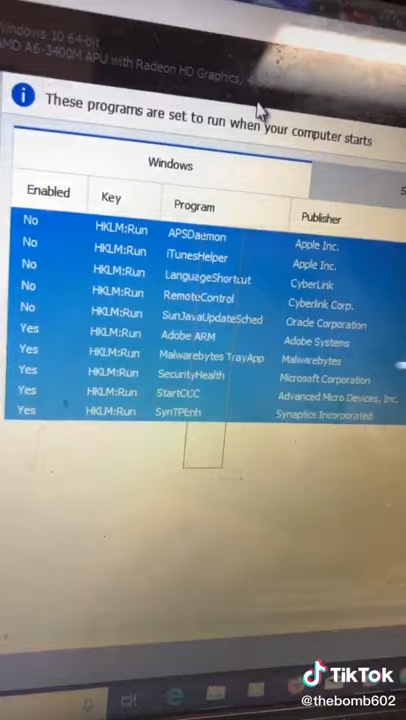 Windows 10 64-bit
AMD A6-3400M APU with Radeon HD Graphics,
These programs are set to run when your computer starts
Windows
Enabled Key Program Publisher
No HKLM:Run APSDaemon Apple Inc.
No HKLM:Run iTunesHelper Apple Inc.
No HKLM:Run LanguageShortcut CyberLink
No HKLM:Run RemoteControl Cyberlink Corp.
No HKLM:Run SunJavaUpdateSched Oracle Corporation
Yes HKLM:Run Adobe ARM Adobe Systems
Yes HKLM:Run Malwarebytes TrayApp Malwarebytes
Yes HKLM:Run SecurityHealth Microsoft Corporation
Yes HKLM:Run StartCCC Advanced Micro Devices, Inc.
Yes HKLM:Run SynTPEnh Synaptics Incorporated
TikTok
@thebomb602